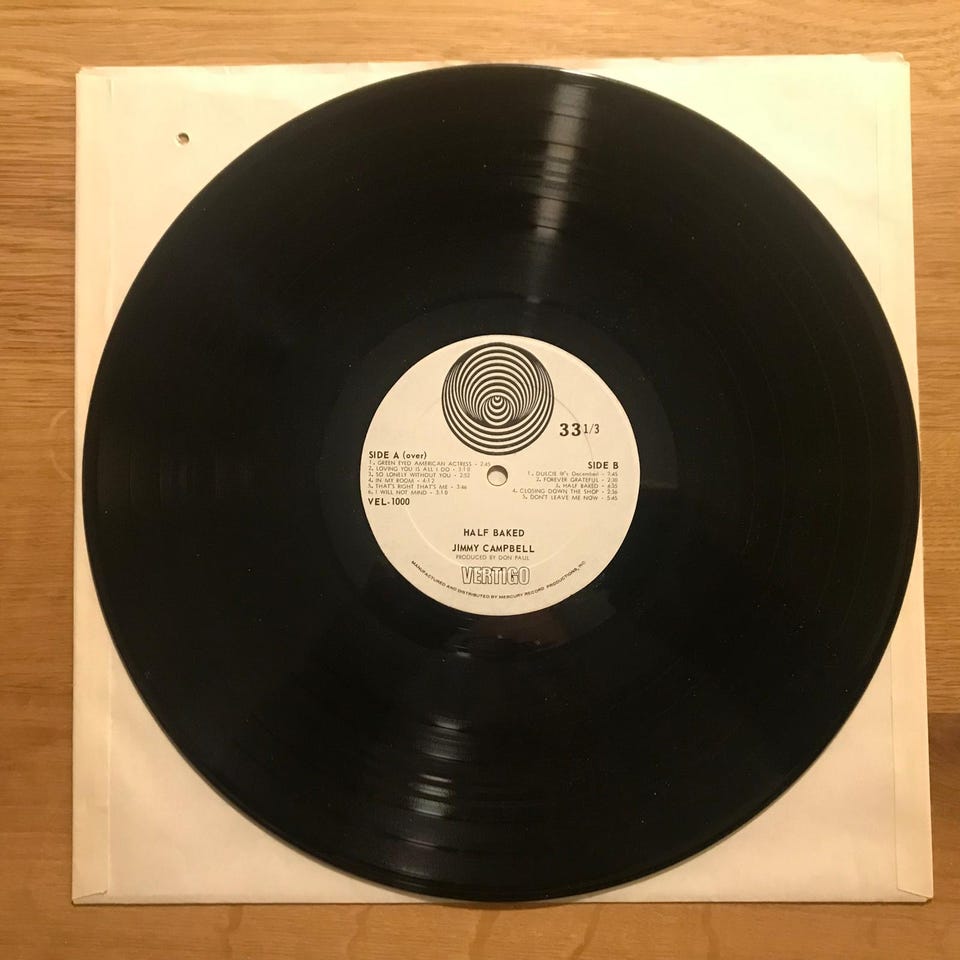 33 1/3
SIDE A (over)
1. GREEN EYED AMERICAN ACTRESS - 2:45
2. LOVING YOU IS ALL I DO - 3:10
3. SO LONELY WITHOUT YOU - 2:52
4. IN MY ROOM - 4:12
5. THAT'S RIGHT THAT'S ME - 3:46
6. I WILL NOT MIND - 3:10
VEL-1000
SIDE B
1. DULCIE It's December - 7:45
2. FOREVER GRATEFUL - 2:38
3. HALF BAKED - 6:35
4. CLOSING DOWN THE SHOP - 2:36
5. DON'T LEAVE ME NOW - 5:45
HALF BAKED
JIMMY CAMPBELL
PRODUCED BY DON PAUL
VERTIGO
MANUFACTURED AND DISTRIBUTED BY MERCURY RECORD PRODUCTIONS, INC.